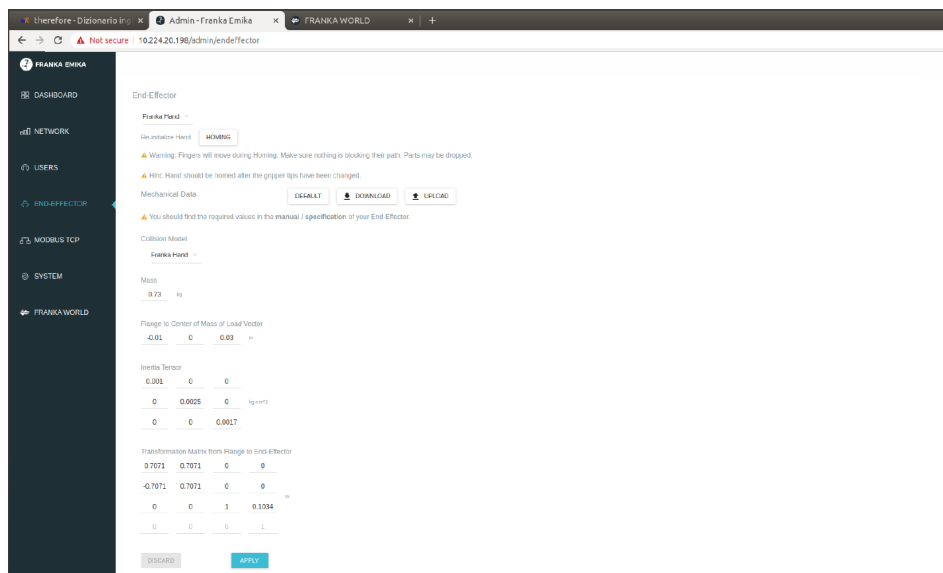 therefore - Dizionario ing
Admin - Franka Emika
FRANKA WORLD
Not secure 10.224.20.198/admin/endeffector
FRANKA EMIKA
DASHBOARD
NETWORK
USERS
END-EFFECTOR
MODBUS TCP
SYSTEM
FRANKA WORLD
End-Effector
Franka Hand
Re-initialize Hand HOMING
Warning: Fingers will move during Homing. Make sure nothing is blocking their path. Parts may be dropped.
Hint: Hand should be homed after the gripper tips have been changed.
Mechanical Data DEFAULT DOWNLOAD UPLOAD
You should find the required values in the manual / specification of your End-Effector.
Collision Model
Franka Hand
Mass
0.73 kg
Flange to Center of Mass of Load Vector
-0.01 0 0.03 m
Inertia Tensor
0.001 0 0
0 0.0025 0 kg×m^2
0 0 0.0017
Transformation Matrix from Flange to End-Effector
0.7071 0.7071 0 0
-0.7071 0.7071 0 0
m
0 0 1 0.1034
0 0 0 1
DISCARD APPLY